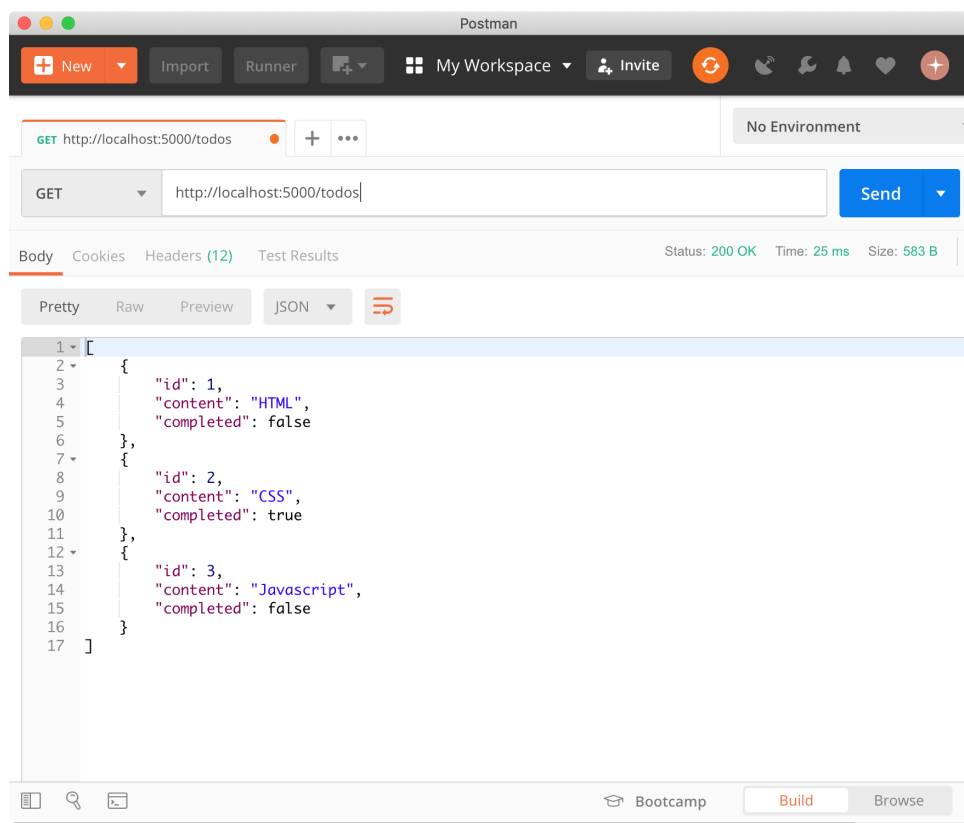 Postman
New Import Runner My Workspace Invite
No Environment
GET http://localhost:5000/todos
GET http://localhost:5000/todos Send
Body Cookies Headers (12) Test Results Status: 200 OK Time: 25 ms Size: 583 B
Pretty Raw Preview JSON
1 [
2 {
3 "id": 1,
4 "content": "HTML",
5 "completed": false
6 },
7 {
8 "id": 2,
9 "content": "CSS",
10 "completed": true
11 },
12 {
13 "id": 3,
14 "content": "Javascript",
15 "completed": false
16 }
17 ]
Bootcamp Build Browse